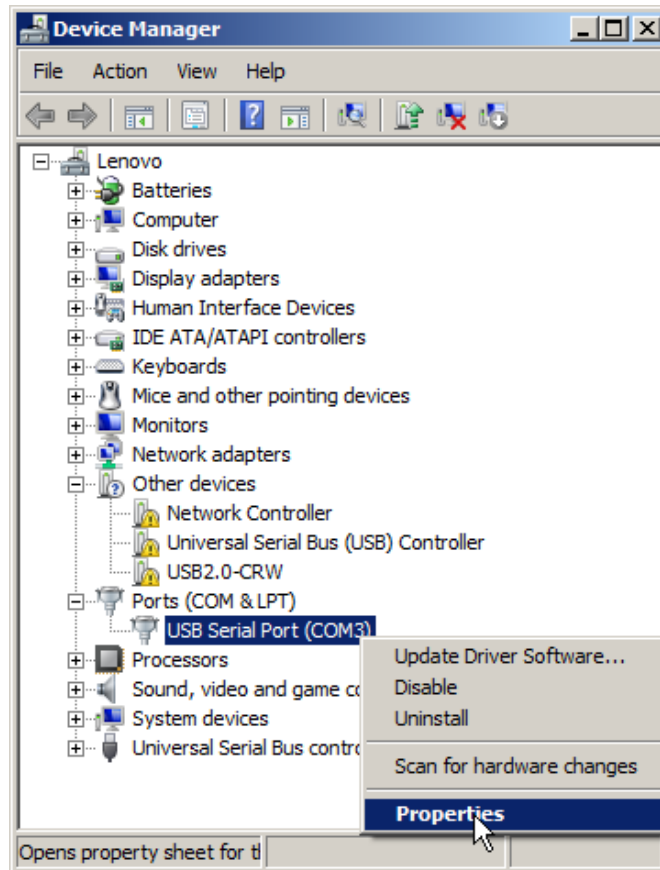 Device Manager
File Action View Help
Lenovo
Batteries
Computer
Disk drives
Display adapters
Human Interface Devices
IDE ATA/ATAPI controllers
Keyboards
Mice and other pointing devices
Monitors
Network adapters
Other devices
Network Controller
Universal Serial Bus (USB) Controller
USB2.0-CRW
Ports (COM & LPT)
USB Serial Port (COM3)
Processors
Sound, video and game co
System devices
Universal Serial Bus contro
Update Driver Software...
Disable
Uninstall
Scan for hardware changes
Properties
Opens property sheet for t